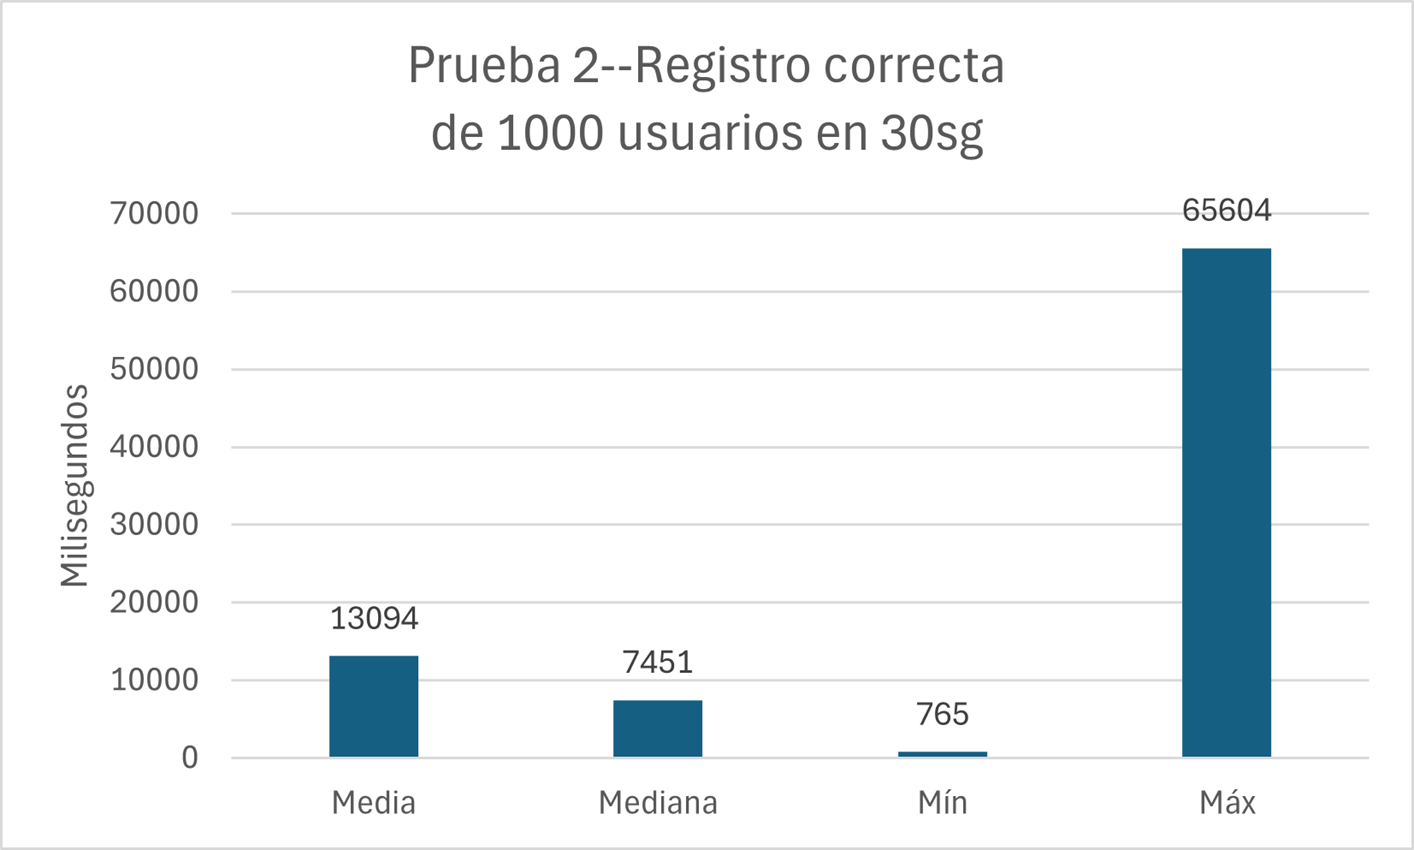 Prueba 2--Registro correcta
de 1000 usuarios en 30sg
Milisegundos
70000
60000
50000
40000
30000
20000
10000
0
13094
7451
765
65604
Media
Mediana
Mín
Máx